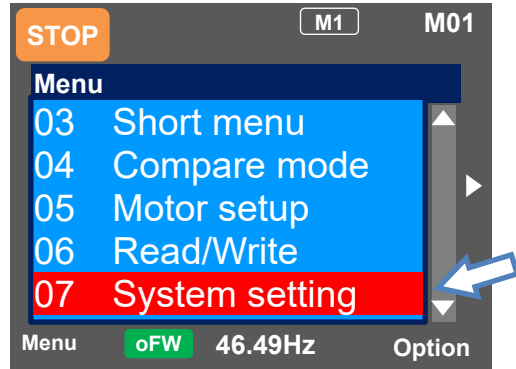 STOP M1 M01
Menu
03 Short menu
04 Compare mode
05 Motor setup
06 Read/Write
07 System setting
Menu oFW 46.49Hz Option